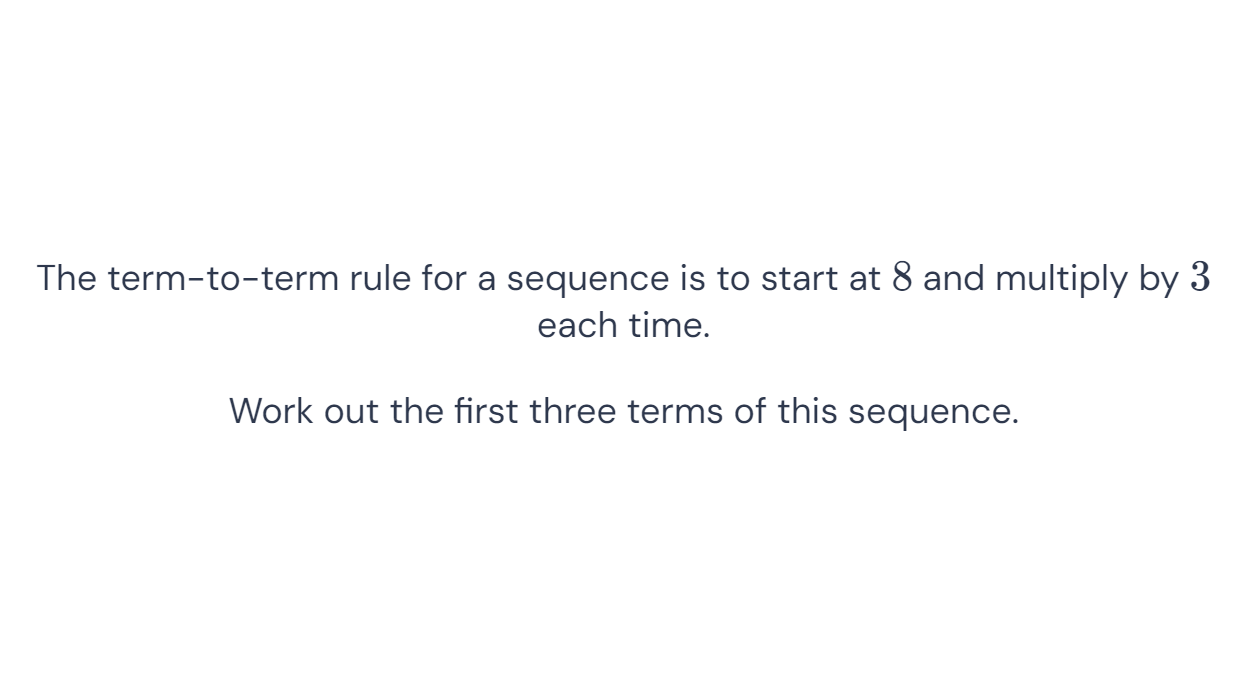 The term-to-term rule for a sequence is to start at 8 and multiply by 3
each time.
Work out the first three terms of this sequence.